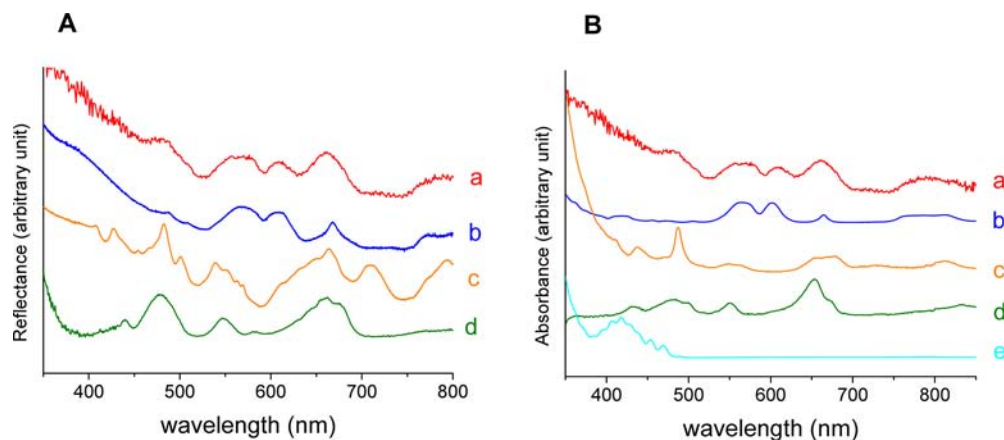 A
Reflectance (arbitrary unit)
a
b
c
d
400 500 600 700 800
wavelength (nm)
B
Absorbance (arbitrary unit)
a
b
c
d
e
400 500 600 700 800
wavelength (nm)